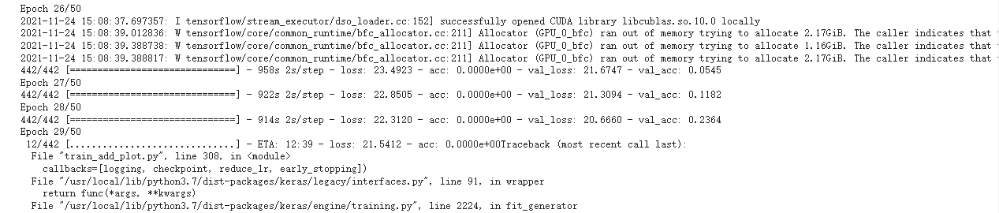 Epoch 26/50
2021-11-24 15:08:37.697357: I tensorflow/stream_executor/dso_loader.cc:152] successfully opened CUDA library libcublas.so.10.0 locally
2021-11-24 15:08:39.012836: W tensorflow/core/common_runtime/bfc_allocator.cc:211] Allocator (GPU_0_bfc) ran out of memory trying to allocate 2.17GiB. The caller indicates that
2021-11-24 15:08:39.388738: W tensorflow/core/common_runtime/bfc_allocator.cc:211] Allocator (GPU_0_bfc) ran out of memory trying to allocate 1.16GiB. The caller indicates that
2021-11-24 15:08:39.388817: W tensorflow/core/common_runtime/bfc_allocator.cc:211] Allocator (GPU_0_bfc) ran out of memory trying to allocate 2.17GiB. The caller indicates that
442/442 [==============================] - 958s 2s/step - loss: 23.4923 - acc: 0.0000e+00 - val_loss: 21.6747 - val_acc: 0.0545
Epoch 27/50
442/442 [==============================] - 922s 2s/step - loss: 22.8505 - acc: 0.0000e+00 - val_loss: 21.3094 - val_acc: 0.1182
Epoch 28/50
442/442 [==============================] - 914s 2s/step - loss: 22.3120 - acc: 0.0000e+00 - val_loss: 20.6660 - val_acc: 0.2364
Epoch 29/50
12/442 [..............................] - ETA: 12:39 - loss: 21.5412 - acc: 0.0000e+00Traceback (most recent call last):
File "train_add_plot.py", line 308, in <module>
callbacks=[logging, checkpoint, reduce_lr, early_stopping])
File "/usr/local/lib/python3.7/dist-packages/keras/legacy/interfaces.py", line 91, in wrapper
return func(*args, **kwargs)
File "/usr/local/lib/python3.7/dist-packages/keras/engine/training.py", line 2224, in fit_generator